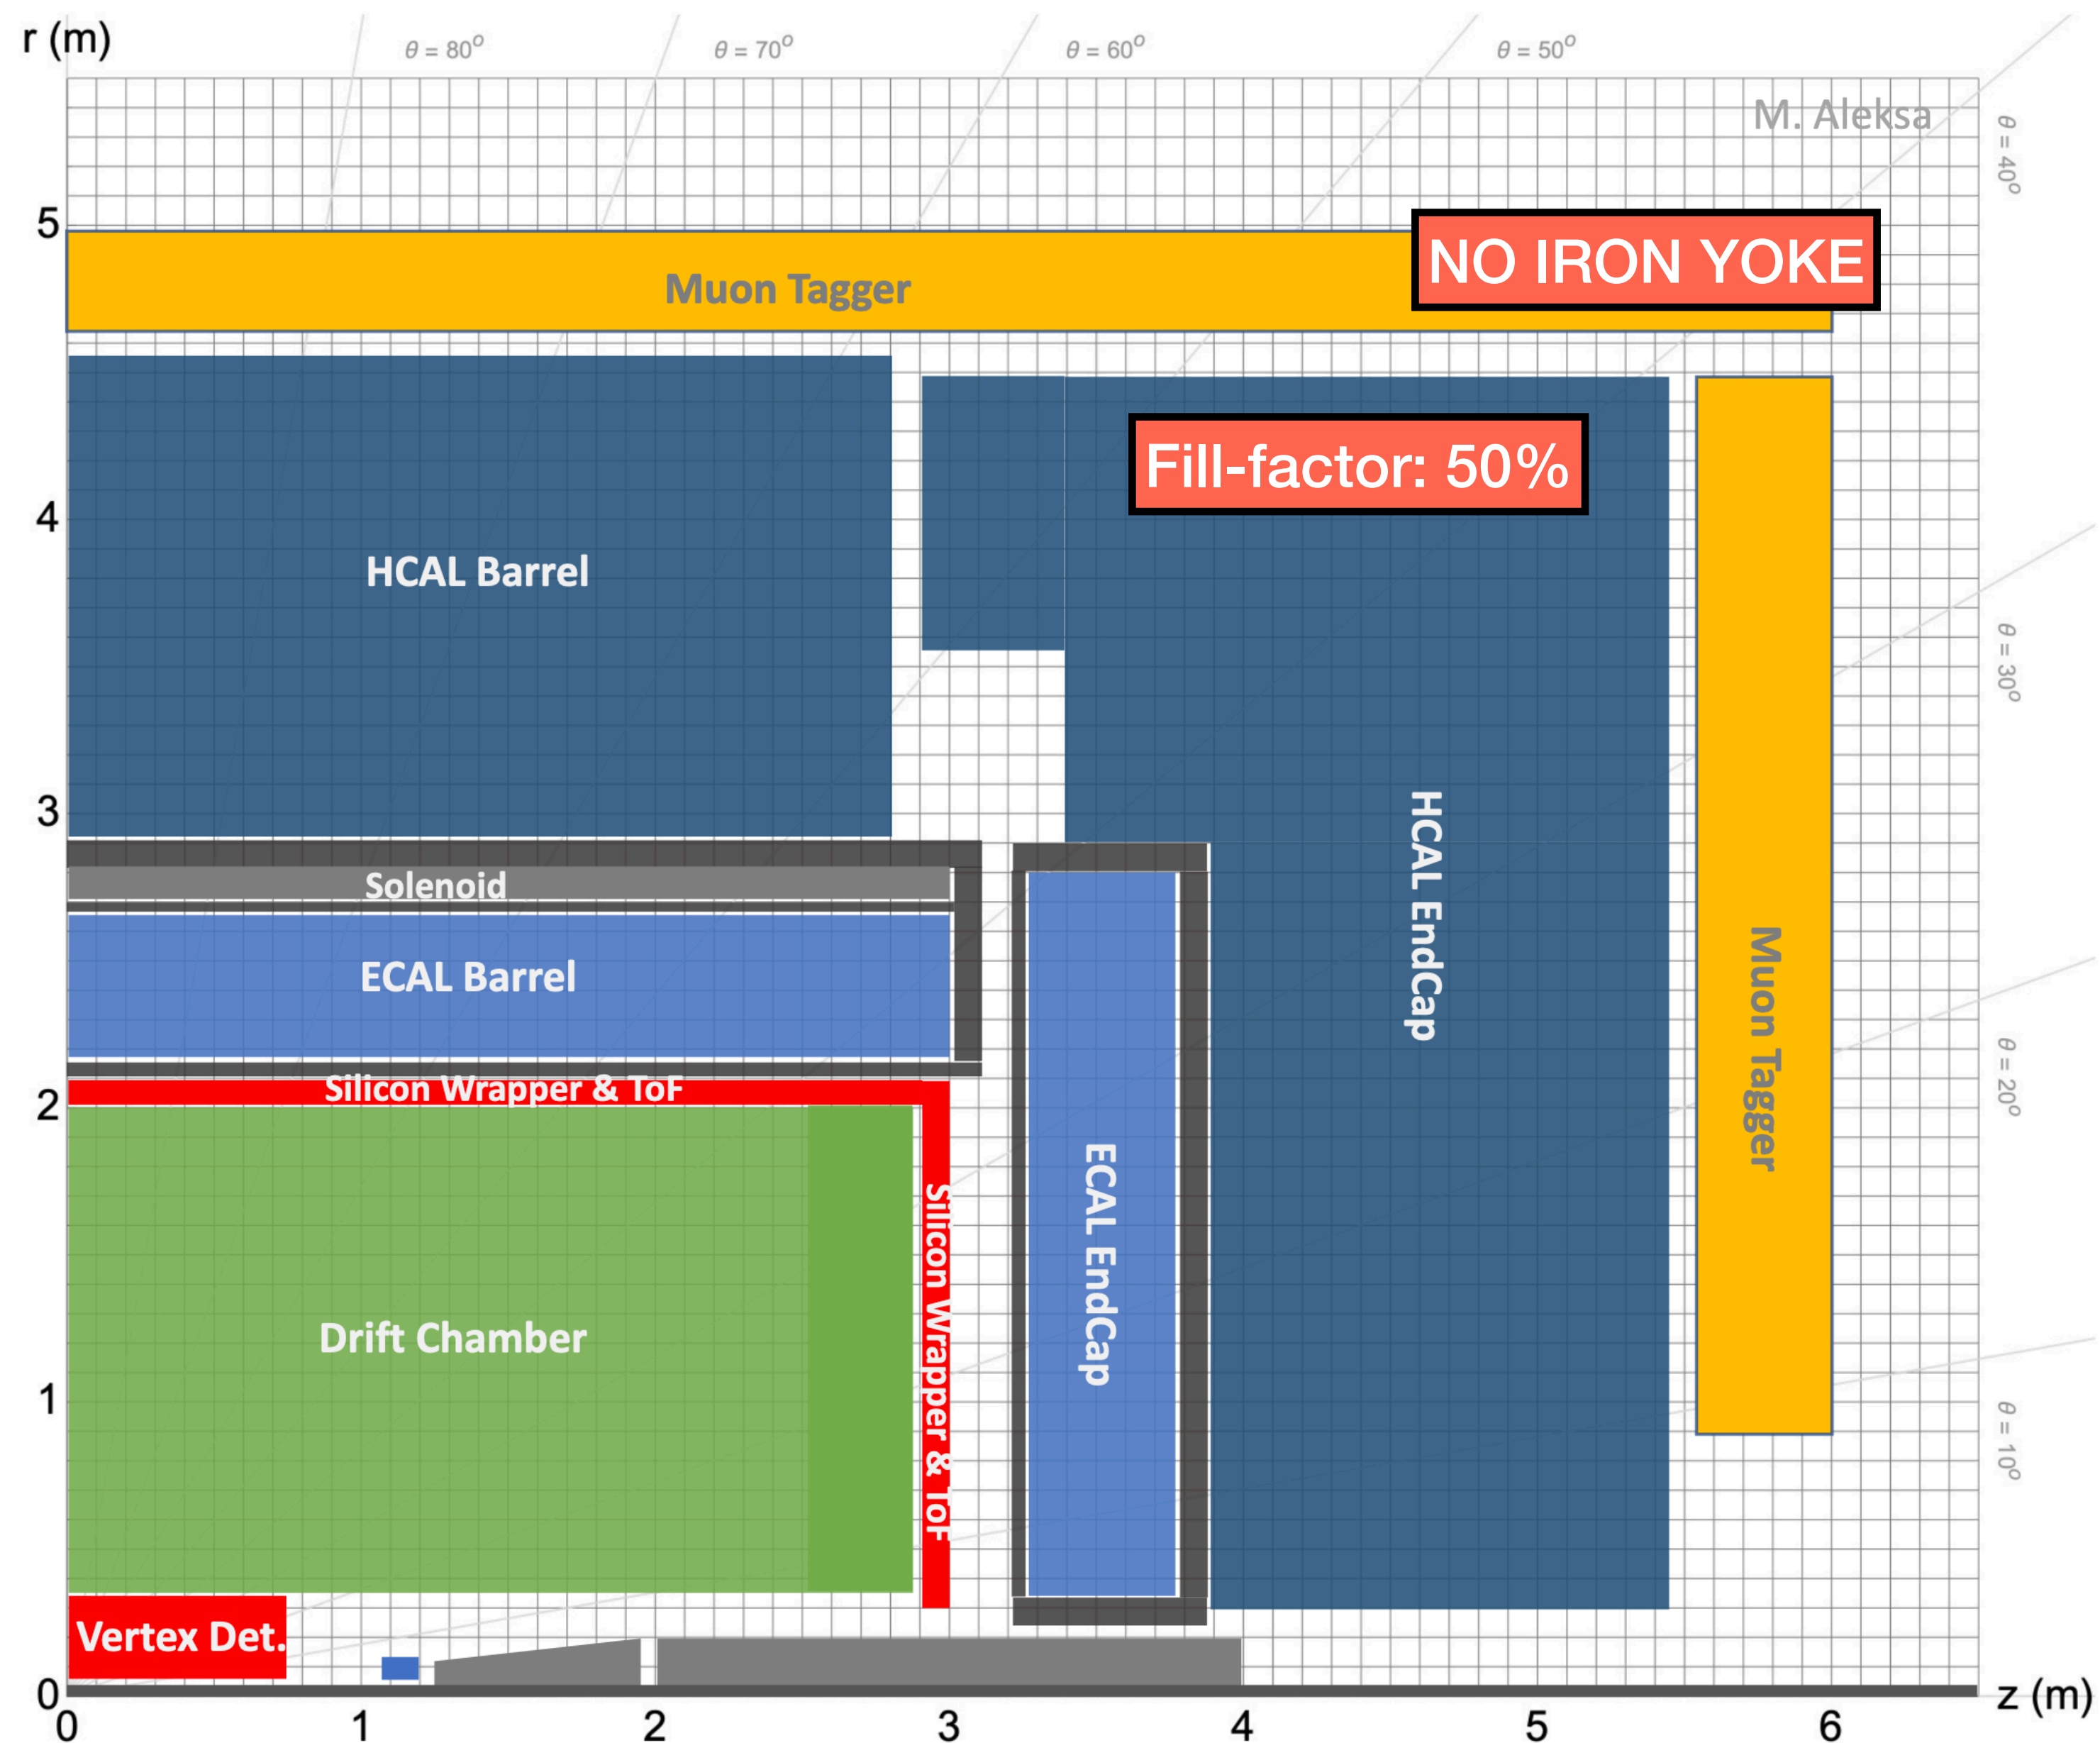 r (m)
θ = 80°
θ = 70°
θ = 60°
θ = 50°
M. Aleksa
θ = 40°
5
NO IRON YOKE
Muon Tagger
Fill-factor: 50%
4
HCAL Barrel
θ = 30°
3
HCAL EndCap
Solenoid
Muon Tagger
ECAL Barrel
θ = 20°
2
Silicon Wrapper & ToF
Silicon Wrapper & ToF
ECAL EndCap
Drift Chamber
1
θ = 10°
Vertex Det.
0
z (m)
0 1 2 3 4 5 6